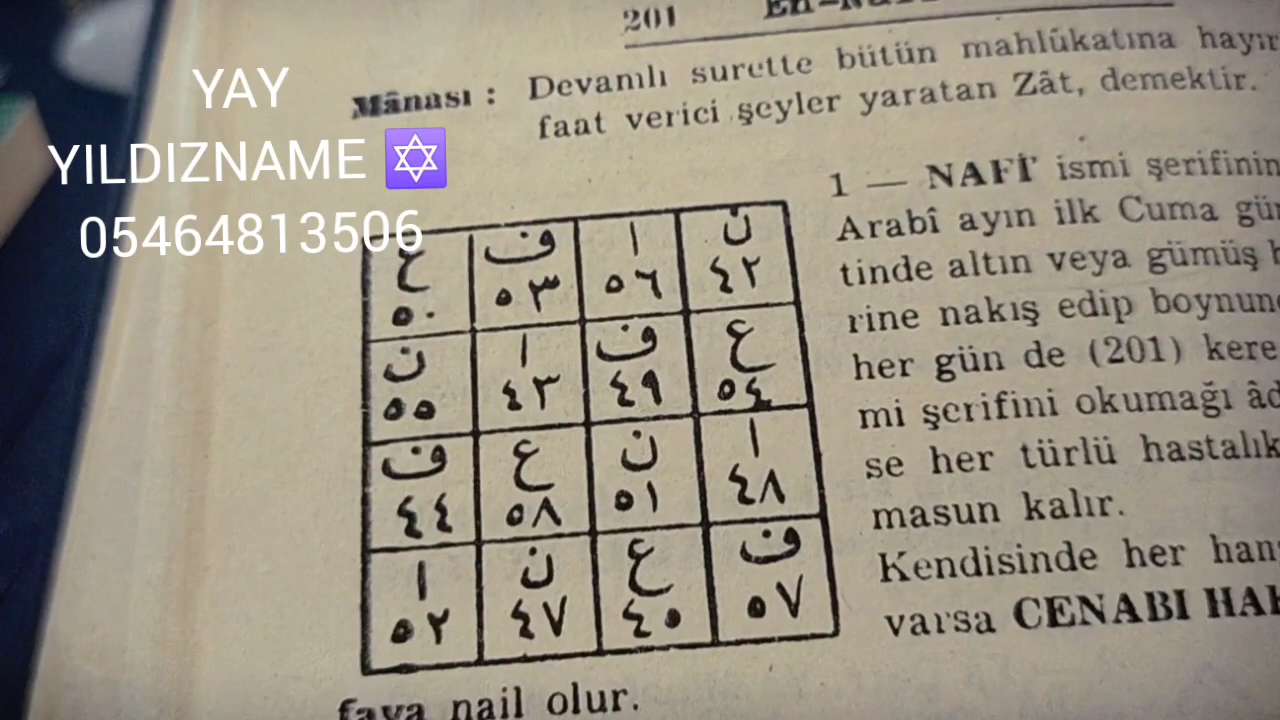 YAY
YILDIZNAME 🔯
05464813506
201
Mânası : Devamlı surette bütün mahlûkatına hayır
faat verici şeyler yaratan Zât, demektir.
1 — NAFİ' ismi şerifinin
Arabî ayın ilk Cuma gü
tinde altın veya gümüş
rine nakış edip boynun
her gün de (201) kere
mi şerifini okumağı âd
se her türlü hastalık
masun kalır.
Kendisinde her han
varsa CENABI HA
ن ا ف ع
٤٢ ٥٦ ٥٣ ٥٠
ع ف ا ن
٥٤ ٤٩ ٤٣ ٥٥
ا ن ع ف
٤٨ ٥١ ٥٨ ٤٤
ف ع ن ا
٥٧ ٤٥ ٤٧ ٥٢
faya nail olur.